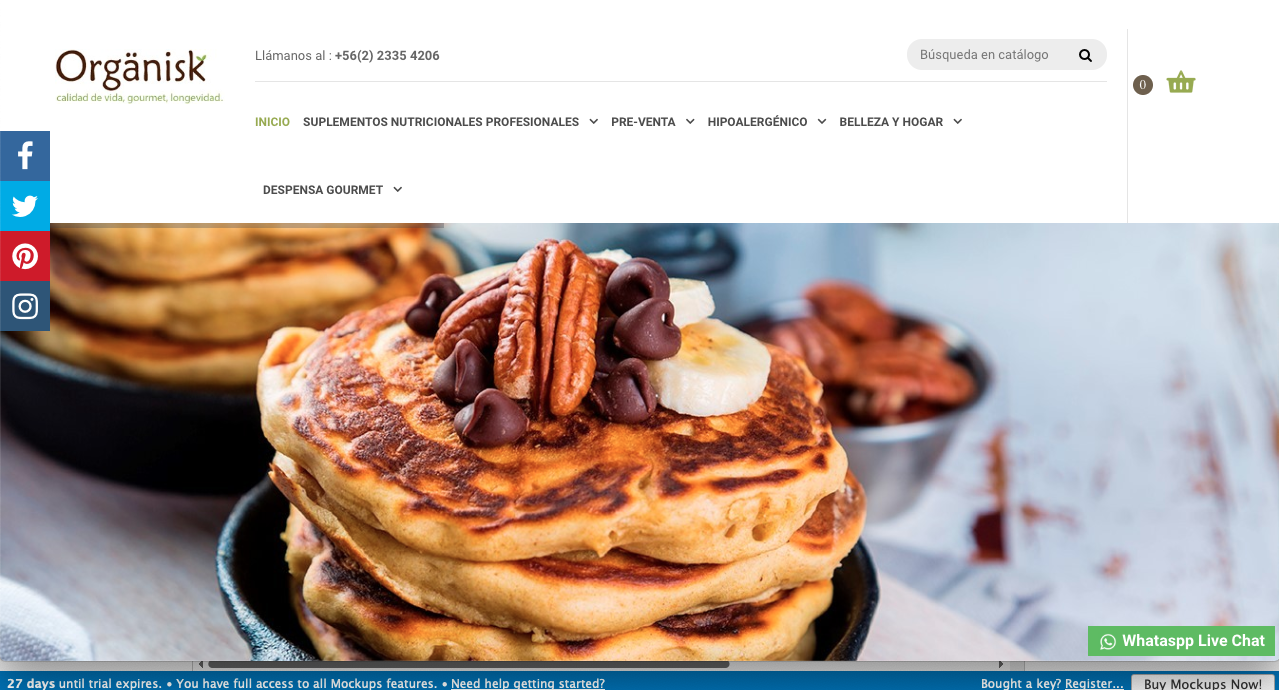 Orgänisk
calidad de vida, gourmet, longevidad.
Llámanos al : +56(2) 2335 4206
Búsqueda en catálogo
0
INICIO SUPLEMENTOS NUTRICIONALES PROFESIONALES PRE-VENTA HIPOALERGÉNICO BELLEZA Y HOGAR
DESPENSA GOURMET
Whataspp Live Chat
27 days until trial expires. • You have full access to all Mockups features. • Need help getting started? Bought a key? Register... Buy Mockups Now!